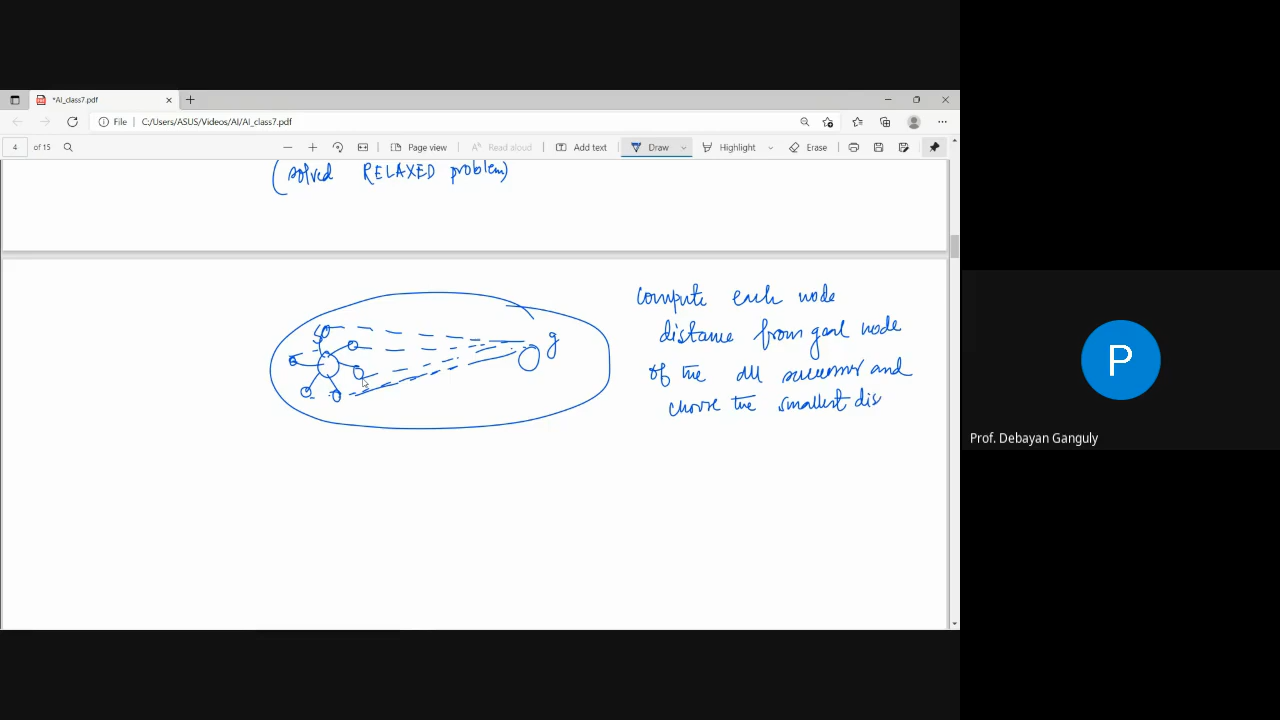 *AI_class7.pdf
File C:/Users/ASUS/Videos/AI/AI_class7.pdf
4 of 15 Page view Read aloud Add text Draw Highlight Erase
(solved RELAXED problem)
compute each node
distance from goal node
of the all successor and
choose the smallest dis
S
g
P
Prof. Debayan Ganguly